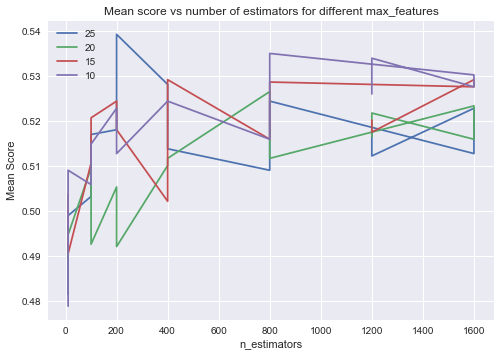 Mean score vs number of estimators for different max_features
25
20
15
10
0.54
0.53
0.52
0.51
0.50
0.49
0.48
Mean Score
0 200 400 600 800 1000 1200 1400 1600
n_estimators